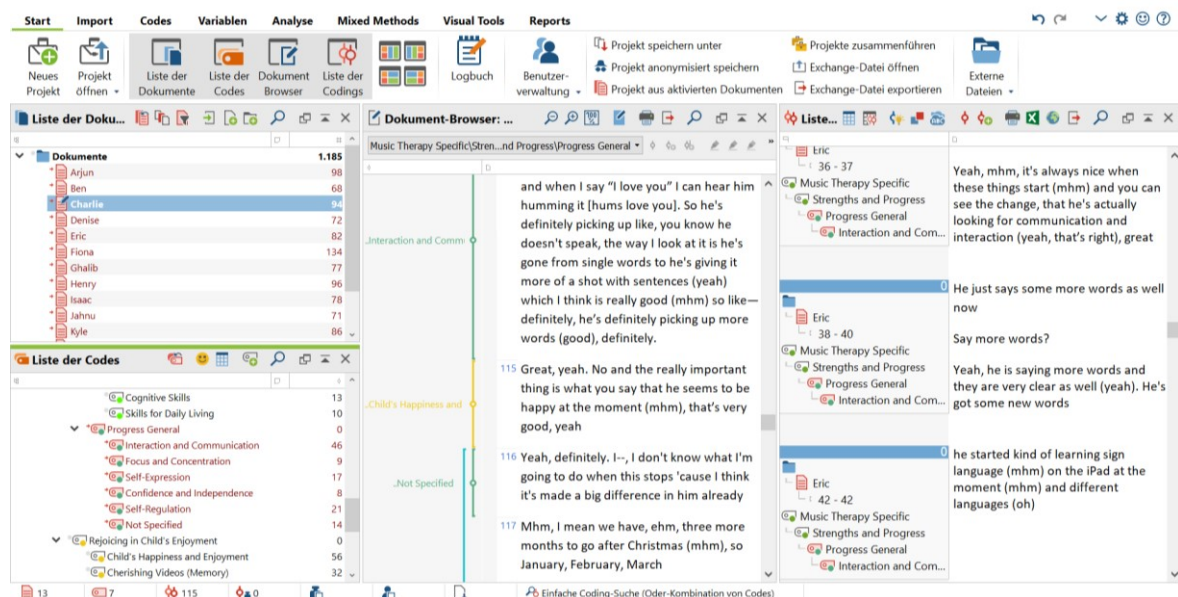 Start Import Codes Variablen Analyse Mixed Methods Visual Tools Reports
Neues Projekt
Projekt öffnen
Liste der Dokumente
Liste der Codes
Dokument Browser
Liste der Codings
Logbuch
Benutzer-verwaltung
Projekt speichern unter
Projekt anonymisiert speichern
Projekt aus aktivierten Dokumenten
Projekte zusammenführen
Exchange-Datei öffnen
Exchange-Datei exportieren
Externe Dateien
Liste der Doku...
Dokumente 1.185
Arjun 98
Ben 68
Charlie 94
Denise 72
Eric 82
Fiona 134
Ghalib 77
Henry 96
Isaac 78
Jahnu 71
Kyle 86
Liste der Codes
Cognitive Skills 13
Skills for Daily Living 10
Progress General 0
Interaction and Communication 46
Focus and Concentration 9
Self-Expression 17
Confidence and Independence 8
Self-Regulation 21
Not Specified 14
Rejoicing in Child's Enjoyment 0
Child's Happiness and Enjoyment 56
Cherishing Videos (Memory) 32
Dokument-Browser: ...
Music Therapy Specific\Stren...nd Progress\Progress General
..Interaction and Commu
and when I say “I love you” I can hear him
humming it [hums love you]. So he's
definitely picking up like, you know he
doesn't speak, the way I look at it is he's
gone from single words to he's giving it
more of a shot with sentences (yeah)
which I think is really good (mhm) so like—
definitely, he’s definitely picking up more
words (good), definitely.
..Child's Happiness and
115 Great, yeah. No and the really important
thing is what you say that he seems to be
happy at the moment (mhm), that’s very
good, yeah
..Not Specified
116 Yeah, definitely. I--, I don't know what I'm
going to do when this stops 'cause I think
it's made a big difference in him already
117 Mhm, I mean we have, ehm, three more
months to go after Christmas (mhm), so
January, February, March
Liste...
Eric
36 - 37
Music Therapy Specific
Strengths and Progress
Progress General
Interaction and Com...
Yeah, mhm, it's always nice when
these things start (mhm) and you can
see the change, that he's actually
looking for communication and
interaction (yeah, that’s right), great
0
Eric
38 - 40
Music Therapy Specific
Strengths and Progress
Progress General
Interaction and Com...
He just says some more words as well
now
Say more words?
Yeah, he is saying more words and
they are very clear as well (yeah). He's
got some new words
0
Eric
42 - 42
Music Therapy Specific
Strengths and Progress
Progress General
Interaction and Com...
he started kind of learning sign
language (mhm) on the iPad at the
moment (mhm) and different
languages (oh)
13 7 115 0 Einfache Coding-Suche (Oder-Kombination von Codes)